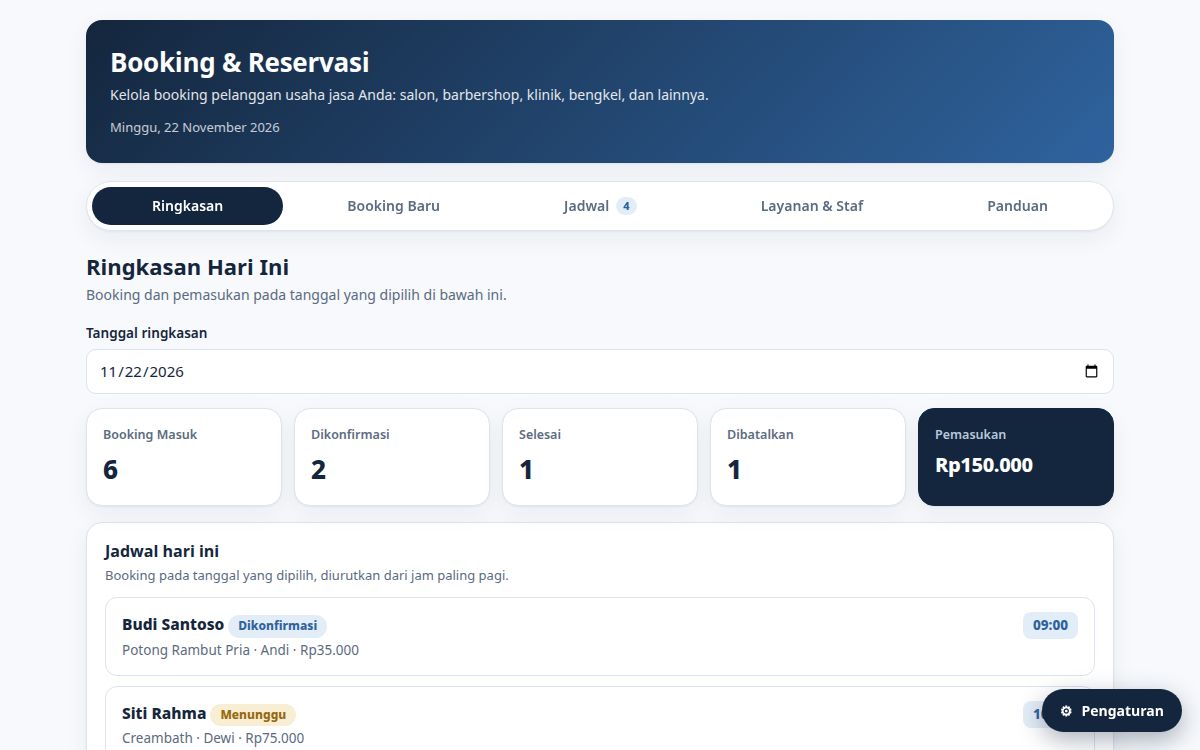 Booking & Reservasi
Kelola booking pelanggan usaha jasa Anda: salon, barbershop, klinik, bengkel, dan lainnya.
Minggu, 22 November 2026
Ringkasan
Booking Baru
Jadwal 4
Layanan & Staf
Panduan
Ringkasan Hari Ini
Booking dan pemasukan pada tanggal yang dipilih di bawah ini.
Tanggal ringkasan
11/22/2026
Booking Masuk
6
Dikonfirmasi
2
Selesai
1
Dibatalkan
1
Pemasukan
Rp150.000
Jadwal hari ini
Booking pada tanggal yang dipilih, diurutkan dari jam paling pagi.
Budi Santoso Dikonfirmasi
09:00
Potong Rambut Pria · Andi · Rp35.000
Siti Rahma Menunggu
Creambath · Dewi · Rp75.000
Pengaturan